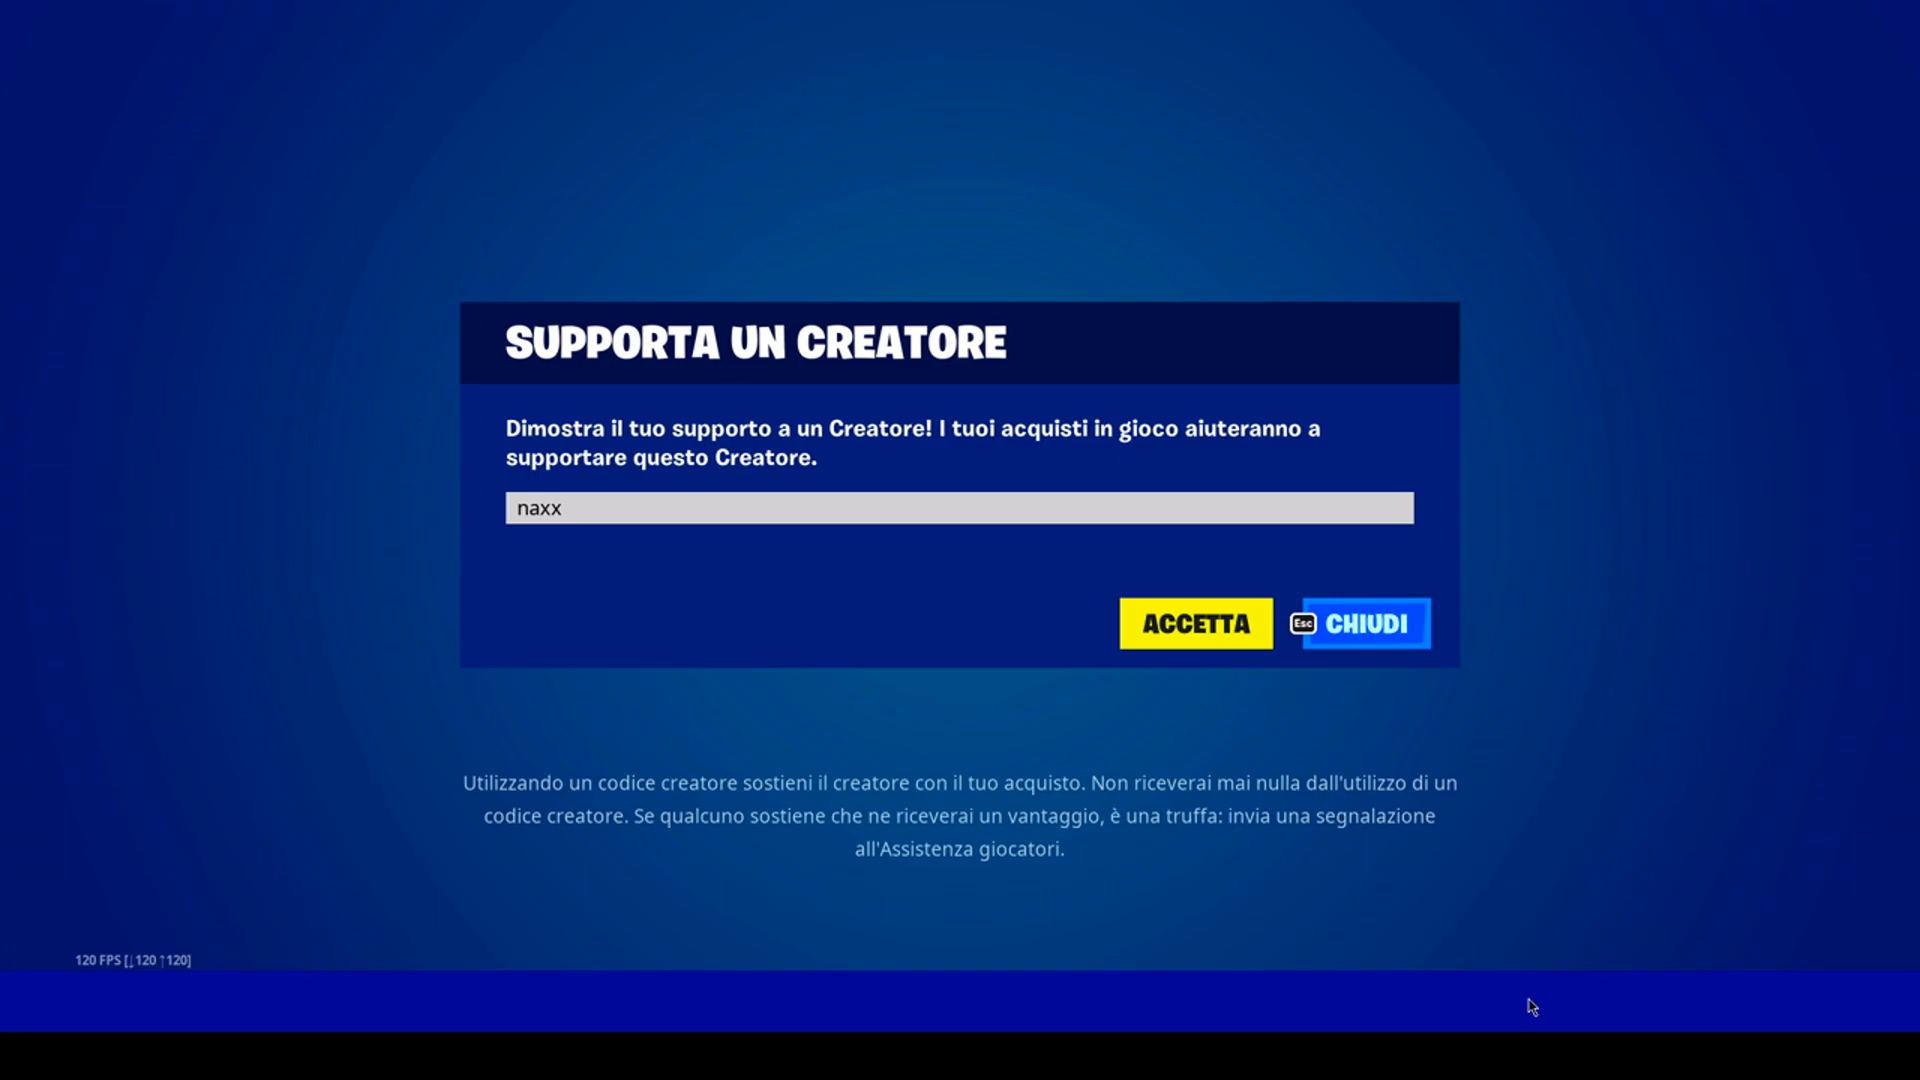 SUPPORTA UN CREATORE
Dimostra il tuo supporto a un Creatore! I tuoi acquisti in gioco aiuteranno a
supportare questo Creatore.
naxx
ACCETTA
Esc CHIUDI
Utilizzando un codice creatore sostieni il creatore con il tuo acquisto. Non riceverai mai nulla dall'utilizzo di un
codice creatore. Se qualcuno sostiene che ne riceverai un vantaggio, è una truffa: invia una segnalazione
all'Assistenza giocatori.
120 FPS [↓120 ↑120]